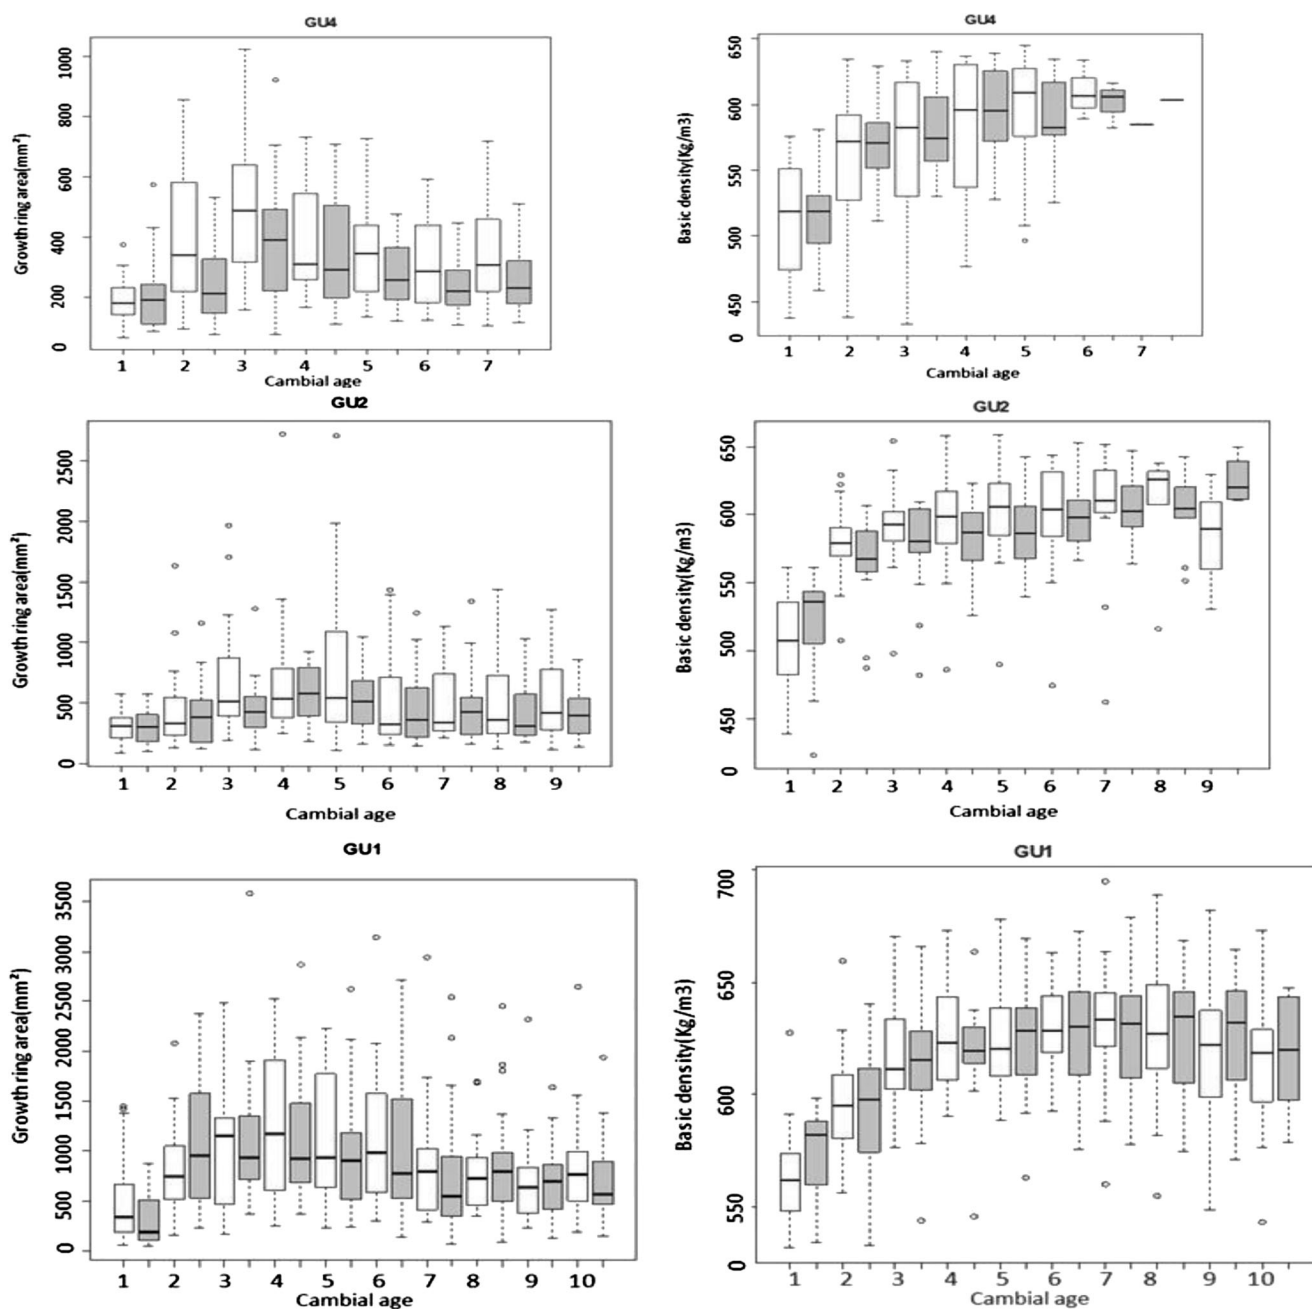 GU4
Growth ring area(mm²)
1000
800
600
400
200
0
1 2 3 4 5 6 7
Cambial age
GU4
Basic density(Kg/m3)
650
600
550
500
450
0
1 2 3 4 5 6 7
Cambial age
GU2
Growth ring area(mm²)
2500
2000
1500
1000
500
0
1 2 3 4 5 6 7 8 9
Cambial age
GU2
Basic density(Kg/m3)
650
600
550
500
450
0
1 2 3 4 5 6 7 8 9
Cambial age
GU1
Growth ring area(mm²)
3500
3000
2500
2000
1500
1000
500
0
1 2 3 4 5 6 7 8 9 10
Cambial age
GU1
Basic density(Kg/m3)
700
650
600
550
0
1 2 3 4 5 6 7 8 9 10
Cambial age